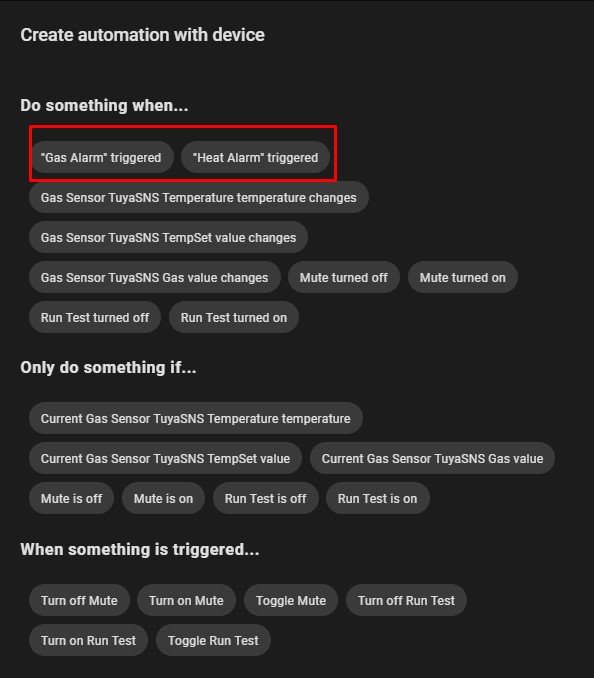 Create automation with device
Do something when...
"Gas Alarm" triggered "Heat Alarm" triggered
Gas Sensor TuyaSNS Temperature temperature changes
Gas Sensor TuyaSNS TempSet value changes
Gas Sensor TuyaSNS Gas value changes Mute turned off Mute turned on
Run Test turned off Run Test turned on
Only do something if...
Current Gas Sensor TuyaSNS Temperature temperature
Current Gas Sensor TuyaSNS TempSet value Current Gas Sensor TuyaSNS Gas value
Mute is off Mute is on Run Test is off Run Test is on
When something is triggered...
Turn off Mute Turn on Mute Toggle Mute Turn off Run Test
Turn on Run Test Toggle Run Test